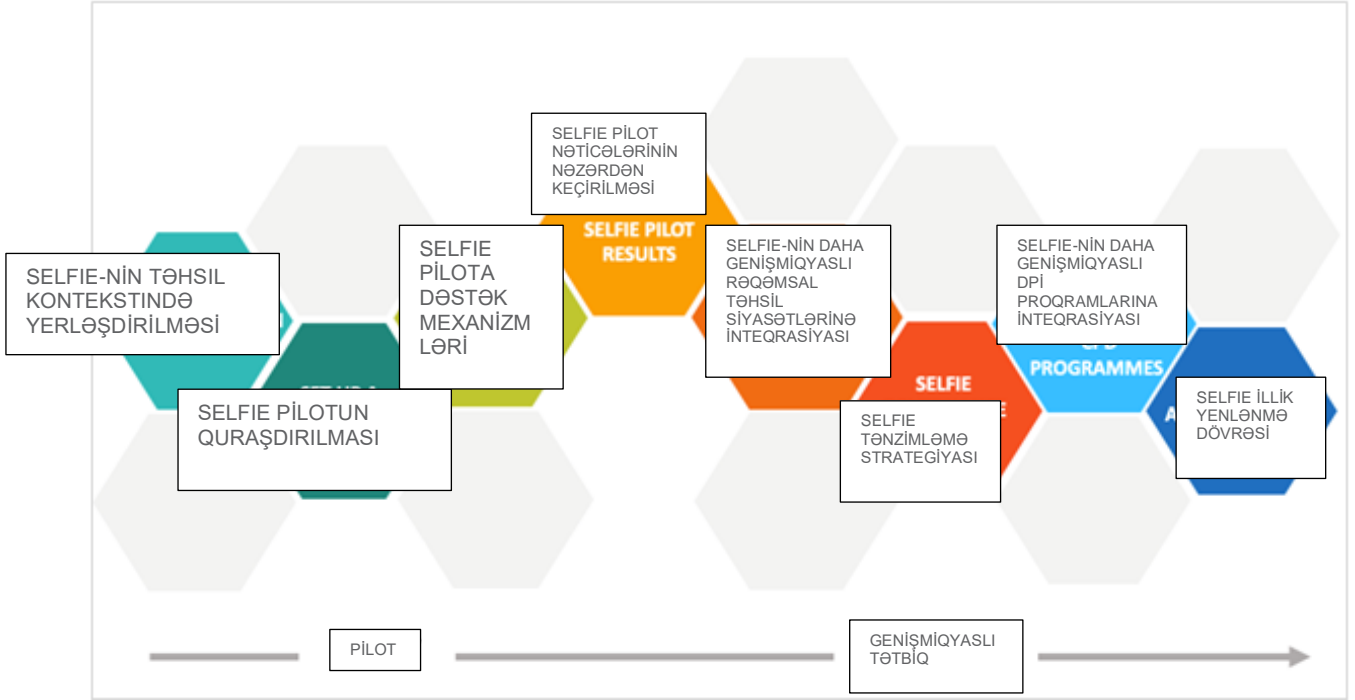 SELFIE-NİN TƏHSIL
KONTEKSTINDƏ
YERLƏŞDİRİLMƏSİ
SELFIE PİLOTUN
QURAŞDIRILMASI
SELFIE
PİLOTA
DƏSTƏK
MEXANİZM
LƏRİ
SELFIE PİLOT
NƏTİCƏLƏRİNİN
NƏZƏRDƏN
KEÇİRİLMƏSİ
SELFIE PILOT
RESULTS
SELFIE-NİN DAHA
GENİŞMİQYASLI
RƏQƏMSAL
TƏHSİL
SİYASƏTLƏRİNƏ
İNTEQRASİYASI
SELFIE
SELFIE
TƏNZİMLƏMƏ
STRATEGİYASI
SELFIE-NİN DAHA
GENİŞMİQYASLI
DPİ
PROQRAMLARINA
İNTEQRASİYASI
PROGRAMMES
SELFIE İLLİK
YENLƏNMƏ
DÖVRƏSİ
PİLOT
GENİŞMİQYASLI
TƏTBİQ